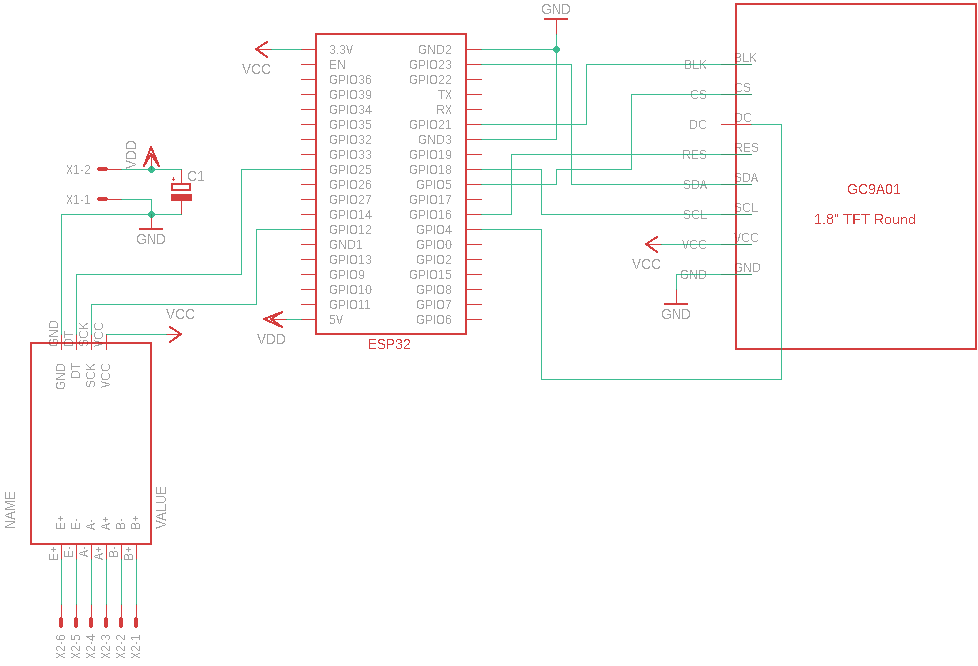 GND
VCC
3.3V
EN
GPIO36
GPIO39
GPIO34
GPIO35
GPIO32
GPIO33
GPIO25
GPIO26
GPIO27
GPIO14
GPIO12
GND1
GPIO13
GPIO9
GPIO10
GPIO11
5V
GND2
GPIO23
GPIO22
TX
RX
GPIO21
GND3
GPIO19
GPIO18
GPIO5
GPIO17
GPIO16
GPIO4
GPIO0
GPIO2
GPIO15
GPIO8
GPIO7
GPIO6
ESP32
VDD
BLK
CS
DC
RES
SDA
SCL
VCC
GND
BLK
CS
DC
RES
SDA
SCL
VCC
GND
GC9A01
1.8" TFT Round
VCC
GND
VDD
X1-2
X1-1
C1
+
GND
VCC
GND
DT
SCK
VCC
GND
DT
SCK
VCC
NAME
VALUE
E+
E-
A-
A+
B-
B+
E+
E-
A-
A+
B-
B+
X2-6
X2-5
X2-4
X2-3
X2-2
X2-1